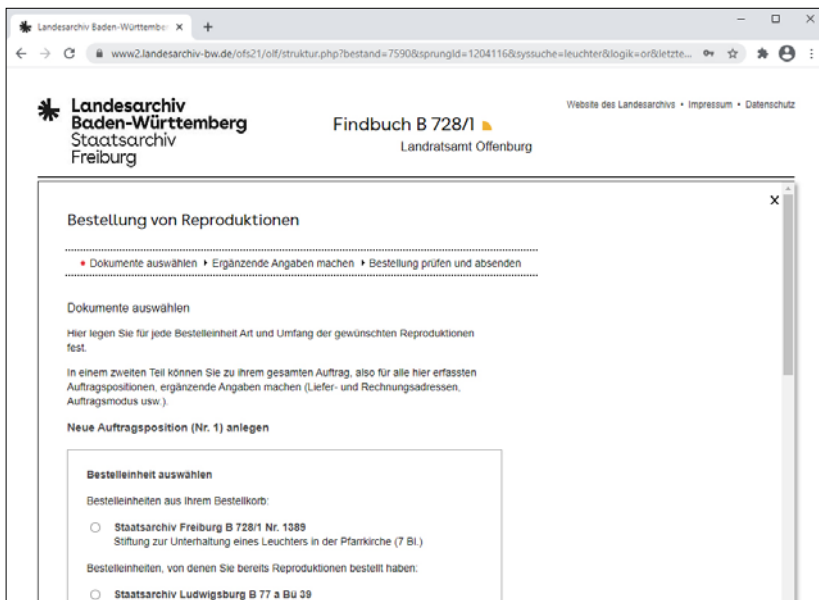 Landesarchiv Baden-Württembe
www2.landesarchiv-bw.de/ofs21/olf/struktur.php?bestand=7590&sprungId=1204116&syssuche=leuchter&logik=or&letzte...
Landesarchiv
Baden-Württemberg
Staatsarchiv
Freiburg
Findbuch B 728/1
Landratsamt Offenburg
Website des Landesarchivs • Impressum • Datenschutz
X
Bestellung von Reproduktionen
• Dokumente auswählen ‣ Ergänzende Angaben machen ‣ Bestellung prüfen und absenden
Dokumente auswählen
Hier legen Sie für jede Bestelleinheit Art und Umfang der gewünschten Reproduktionen
fest.
In einem zweiten Teil können Sie zu ihrem gesamten Auftrag, also für alle hier erfassten
Auftragspositionen, ergänzende Angaben machen (Liefer- und Rechnungsadressen,
Auftragsmodus usw.).
Neue Auftragsposition (Nr. 1) anlegen
Bestelleinheit auswählen
Bestelleinheiten aus Ihrem Bestellkorb:
Staatsarchiv Freiburg B 728/1 Nr. 1389
Stiftung zur Unterhaltung eines Leuchters in der Pfarrkirche (7 Bl.)
Bestelleinheiten, von denen Sie bereits Reproduktionen bestellt haben:
Staatsarchiv Ludwigsburg B 77 a Bü 39